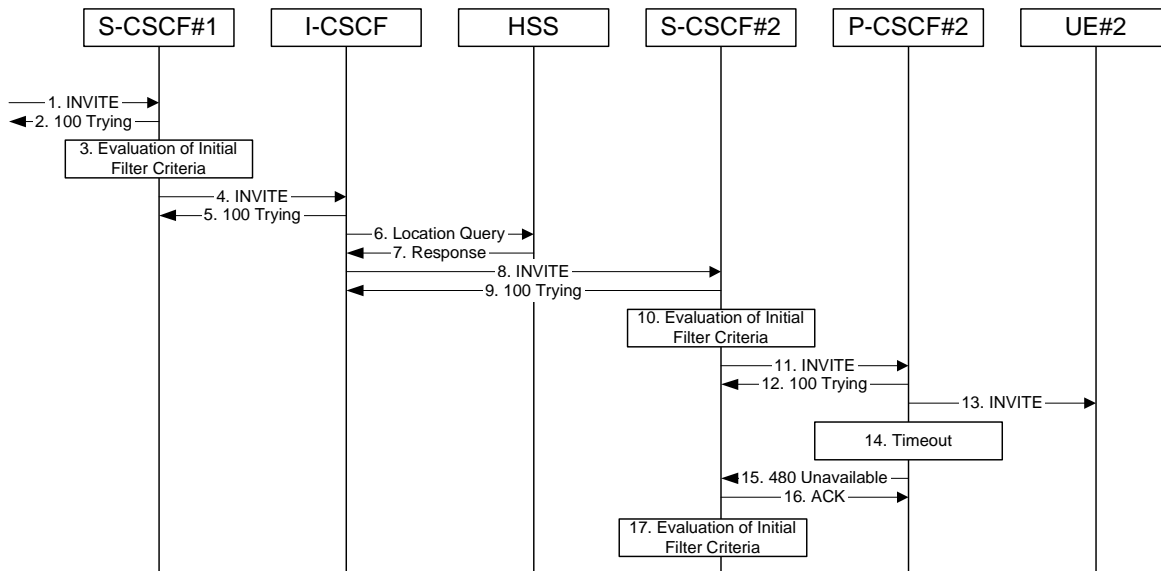 S-CSCF#1
I-CSCF
HSS
S-CSCF#2
P-CSCF#2
UE#2
1. INVITE
2. 100 Trying
3. Evaluation of Initial
Filter Criteria
4. INVITE
5. 100 Trying
6. Location Query
7. Response
8. INVITE
9. 100 Trying
10. Evaluation of Initial
Filter Criteria
11. INVITE
12. 100 Trying
13. INVITE
14. Timeout
15. 480 Unavailable
16. ACK
17. Evaluation of Initial
Filter Criteria